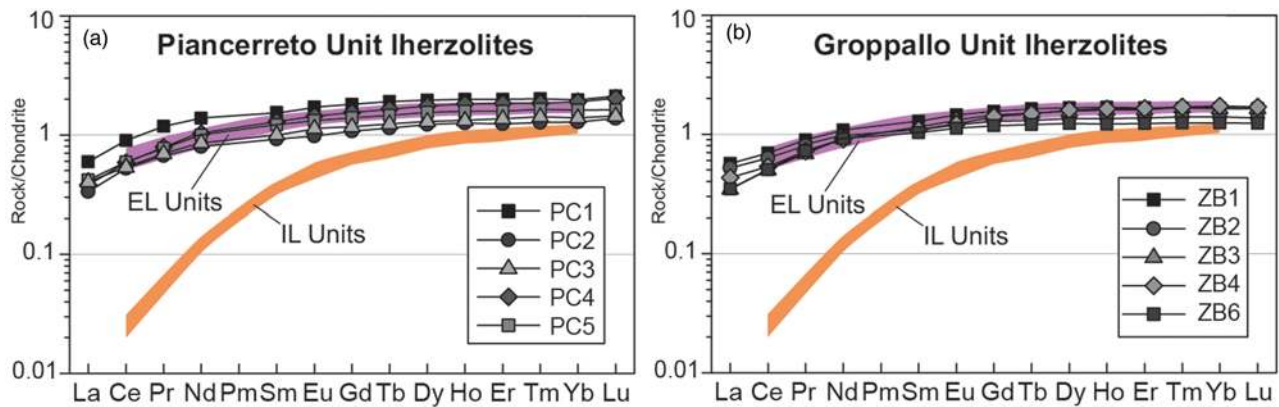 (a) Piancerreto Unit lherzolites
Rock/Chondrite
10
1
0.1
0.01
EL Units
IL Units
PC1
PC2
PC3
PC4
PC5
La Ce Pr Nd Pm Sm Eu Gd Tb Dy Ho Er Tm Yb Lu
(b) Groppallo Unit lherzolites
Rock/Chondrite
10
1
0.1
0.01
EL Units
IL Units
ZB1
ZB2
ZB3
ZB4
ZB6
La Ce Pr Nd Pm Sm Eu Gd Tb Dy Ho Er Tm Yb Lu